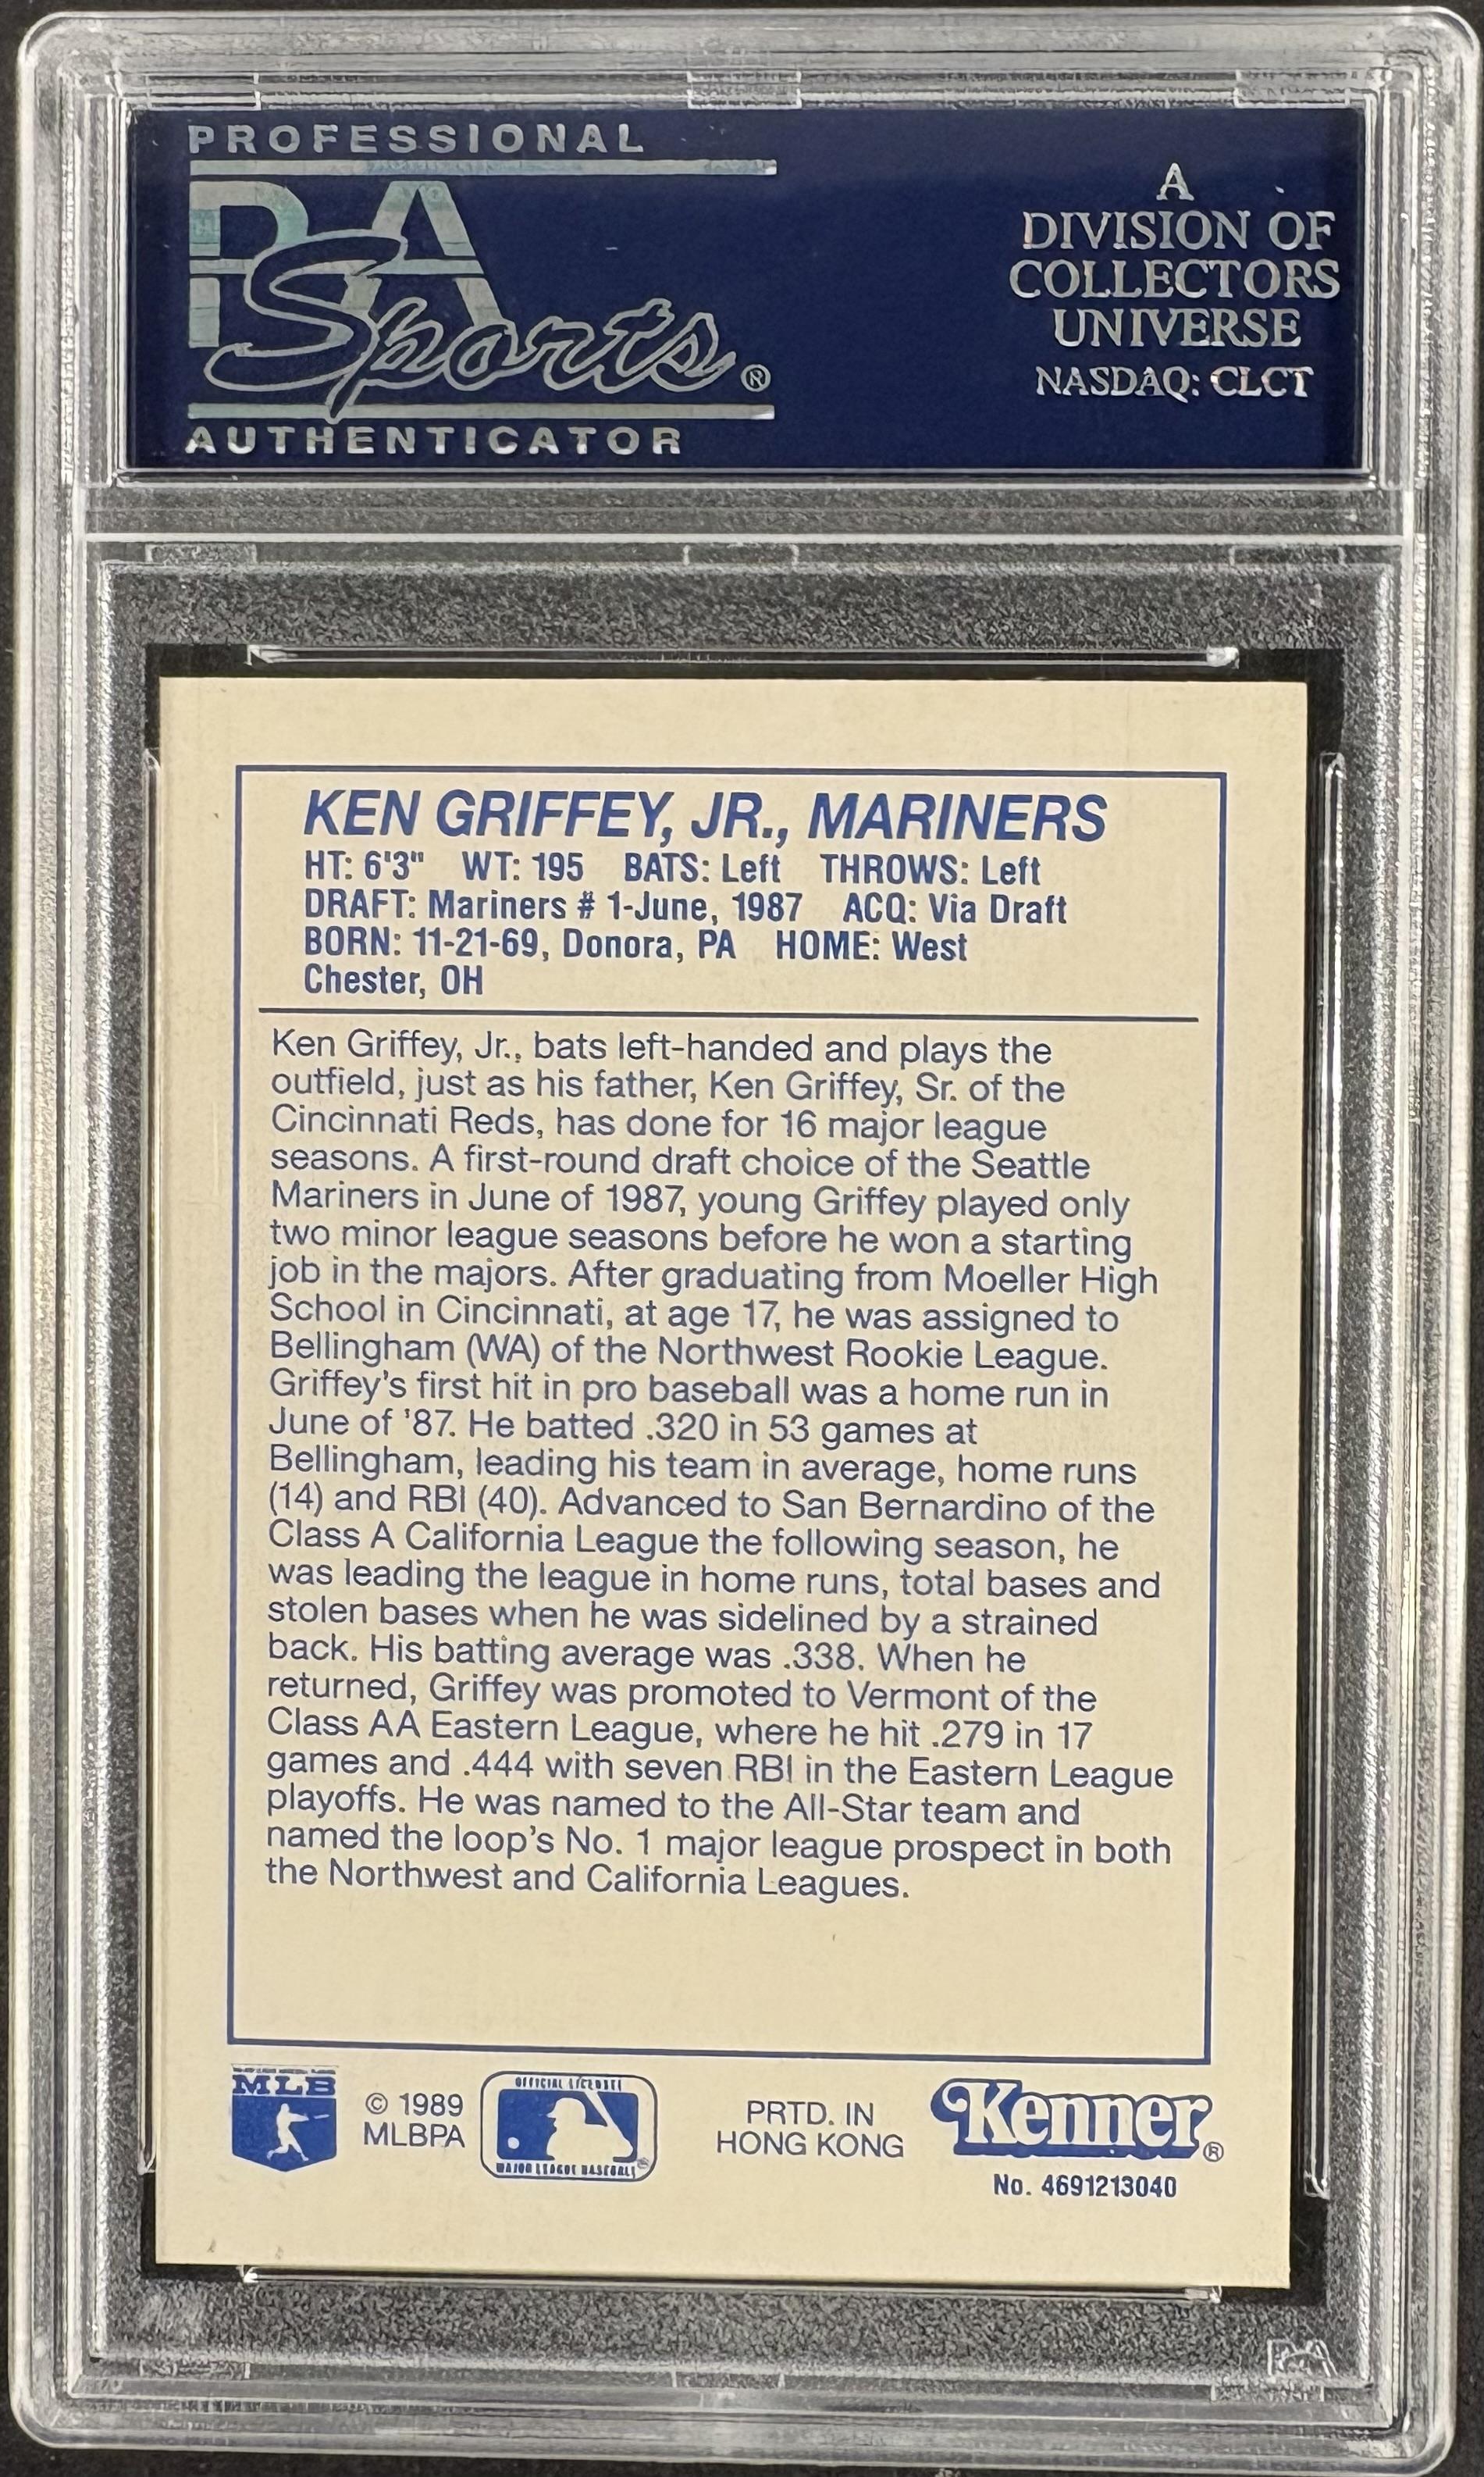 PROFESSIONAL
PSA
Sports®
AUTHENTICATOR
A
DIVISION OF
COLLECTORS
UNIVERSE
NASDAQ: CLCT
KEN GRIFFEY, JR., MARINERS
HT: 6'3" WT: 195 BATS: Left THROWS: Left
DRAFT: Mariners # 1-June, 1987 ACQ: Via Draft
BORN: 11-21-69, Donora, PA HOME: West
Chester, OH
Ken Griffey, Jr., bats left-handed and plays the
outfield, just as his father, Ken Griffey, Sr. of the
Cincinnati Reds, has done for 16 major league
seasons. A first-round draft choice of the Seattle
Mariners in June of 1987, young Griffey played only
two minor league seasons before he won a starting
job in the majors. After graduating from Moeller High
School in Cincinnati, at age 17, he was assigned to
Bellingham (WA) of the Northwest Rookie League.
Griffey's first hit in pro baseball was a home run in
June of '87. He batted .320 in 53 games at
Bellingham, leading his team in average, home runs
(14) and RBI (40). Advanced to San Bernardino of the
Class A California League the following season, he
was leading the league in home runs, total bases and
stolen bases when he was sidelined by a strained
back. His batting average was .338. When he
returned, Griffey was promoted to Vermont of the
Class AA Eastern League, where he hit .279 in 17
games and .444 with seven RBI in the Eastern League
playoffs. He was named to the All-Star team and
named the loop's No. 1 major league prospect in both
the Northwest and California Leagues.
MLB
© 1989
MLBPA
OFFICIAL LICENSEE
MAJOR LEAGUE BASEBALL®
PRTD. IN
HONG KONG
Kenner®
No. 4691213040
PSA